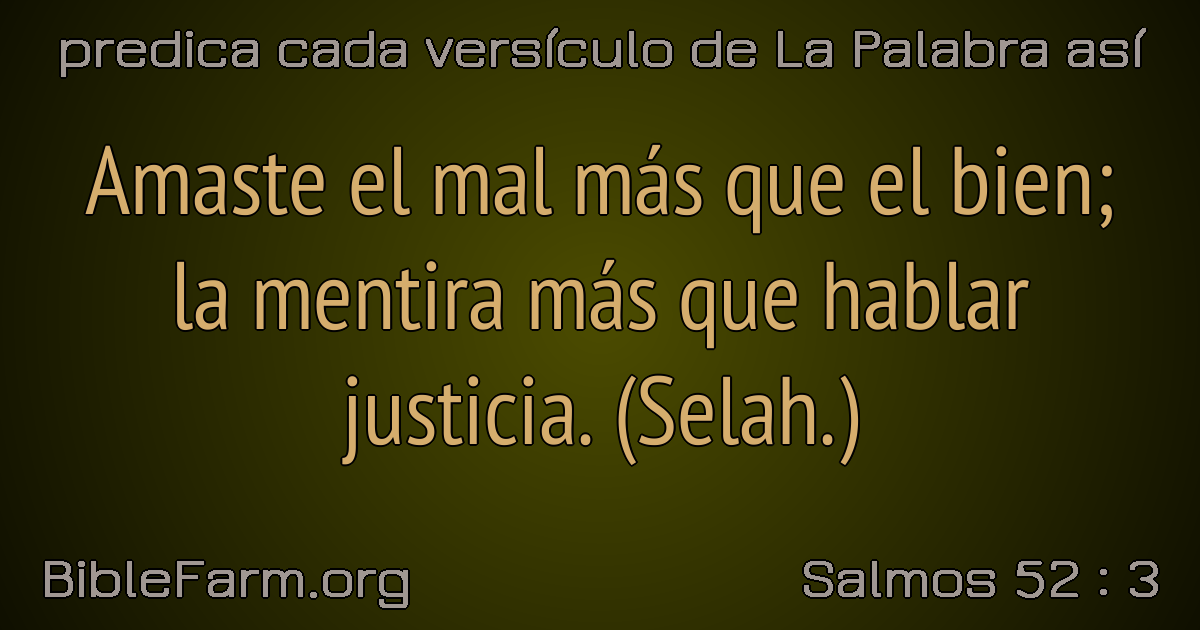 predica cada versículo de La Palabra así
Amaste el mal más que el bien;
la mentira más que hablar
justicia. (Selah.)
BibleFarm.org
Salmos 52 : 3